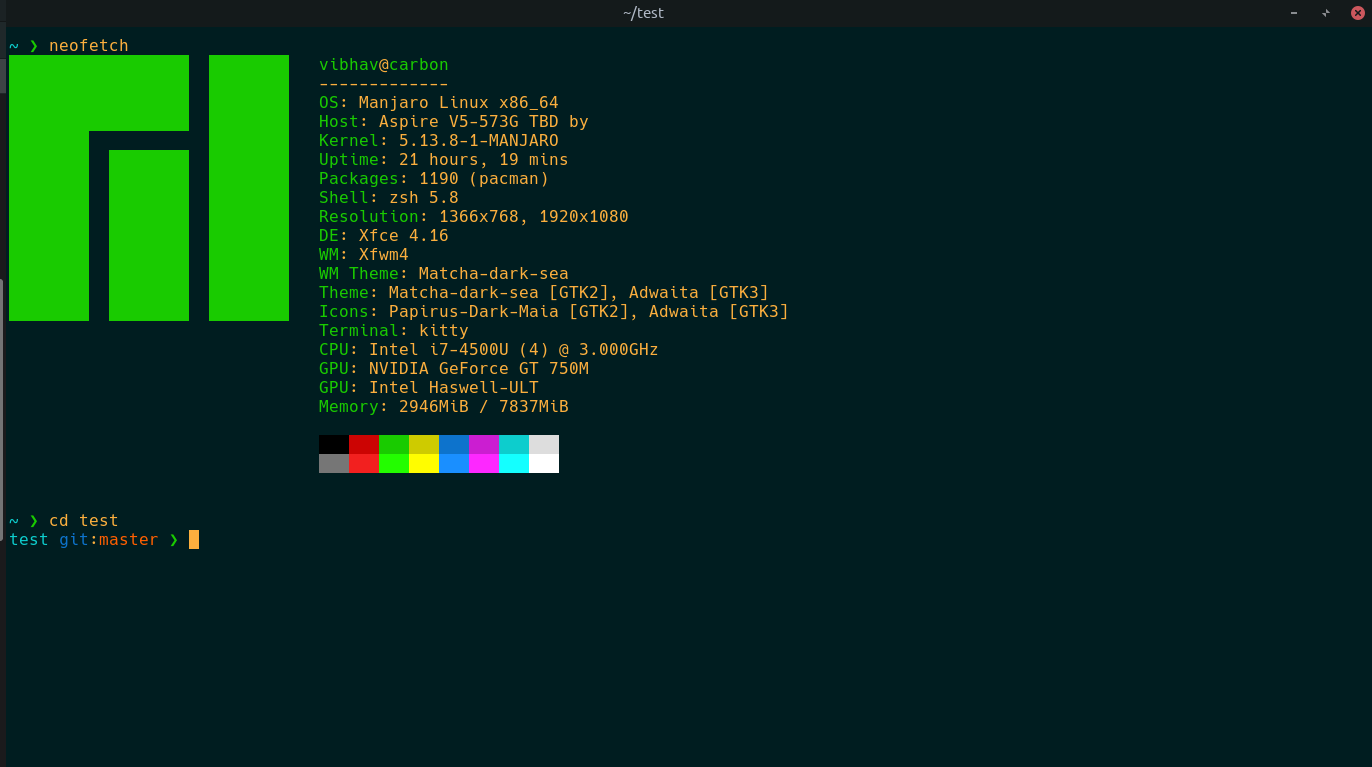 ~/test
~ ❯ neofetch
vibhav@carbon
-------------
OS: Manjaro Linux x86_64
Host: Aspire V5-573G TBD by
Kernel: 5.13.8-1-MANJARO
Uptime: 21 hours, 19 mins
Packages: 1190 (pacman)
Shell: zsh 5.8
Resolution: 1366x768, 1920x1080
DE: Xfce 4.16
WM: Xfwm4
WM Theme: Matcha-dark-sea
Theme: Matcha-dark-sea [GTK2], Adwaita [GTK3]
Icons: Papirus-Dark-Maia [GTK2], Adwaita [GTK3]
Terminal: kitty
CPU: Intel i7-4500U (4) @ 3.000GHz
GPU: NVIDIA GeForce GT 750M
GPU: Intel Haswell-ULT
Memory: 2946MiB / 7837MiB
~ ❯ cd test
test git:master ❯